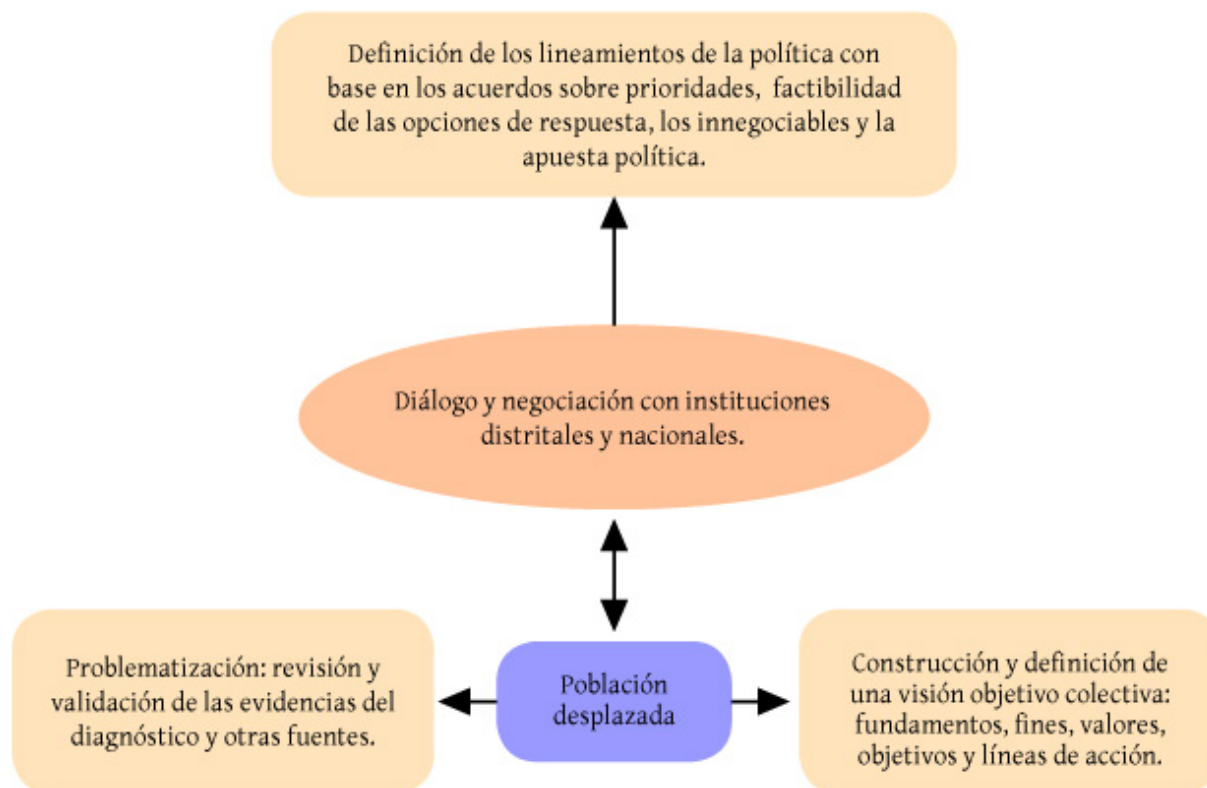 Definición de los lineamientos de la política con
base en los acuerdos sobre prioridades, factibilidad
de las opciones de respuesta, los innegociables y la
apuesta política.
Diálogo y negociación con instituciones
distritales y nacionales.
Problematización: revisión y
validación de las evidencias del
diagnóstico y otras fuentes.
Población
desplazada
Construcción y definición de
una visión objetivo colectiva:
fundamentos, fines, valores,
objetivos y líneas de acción.